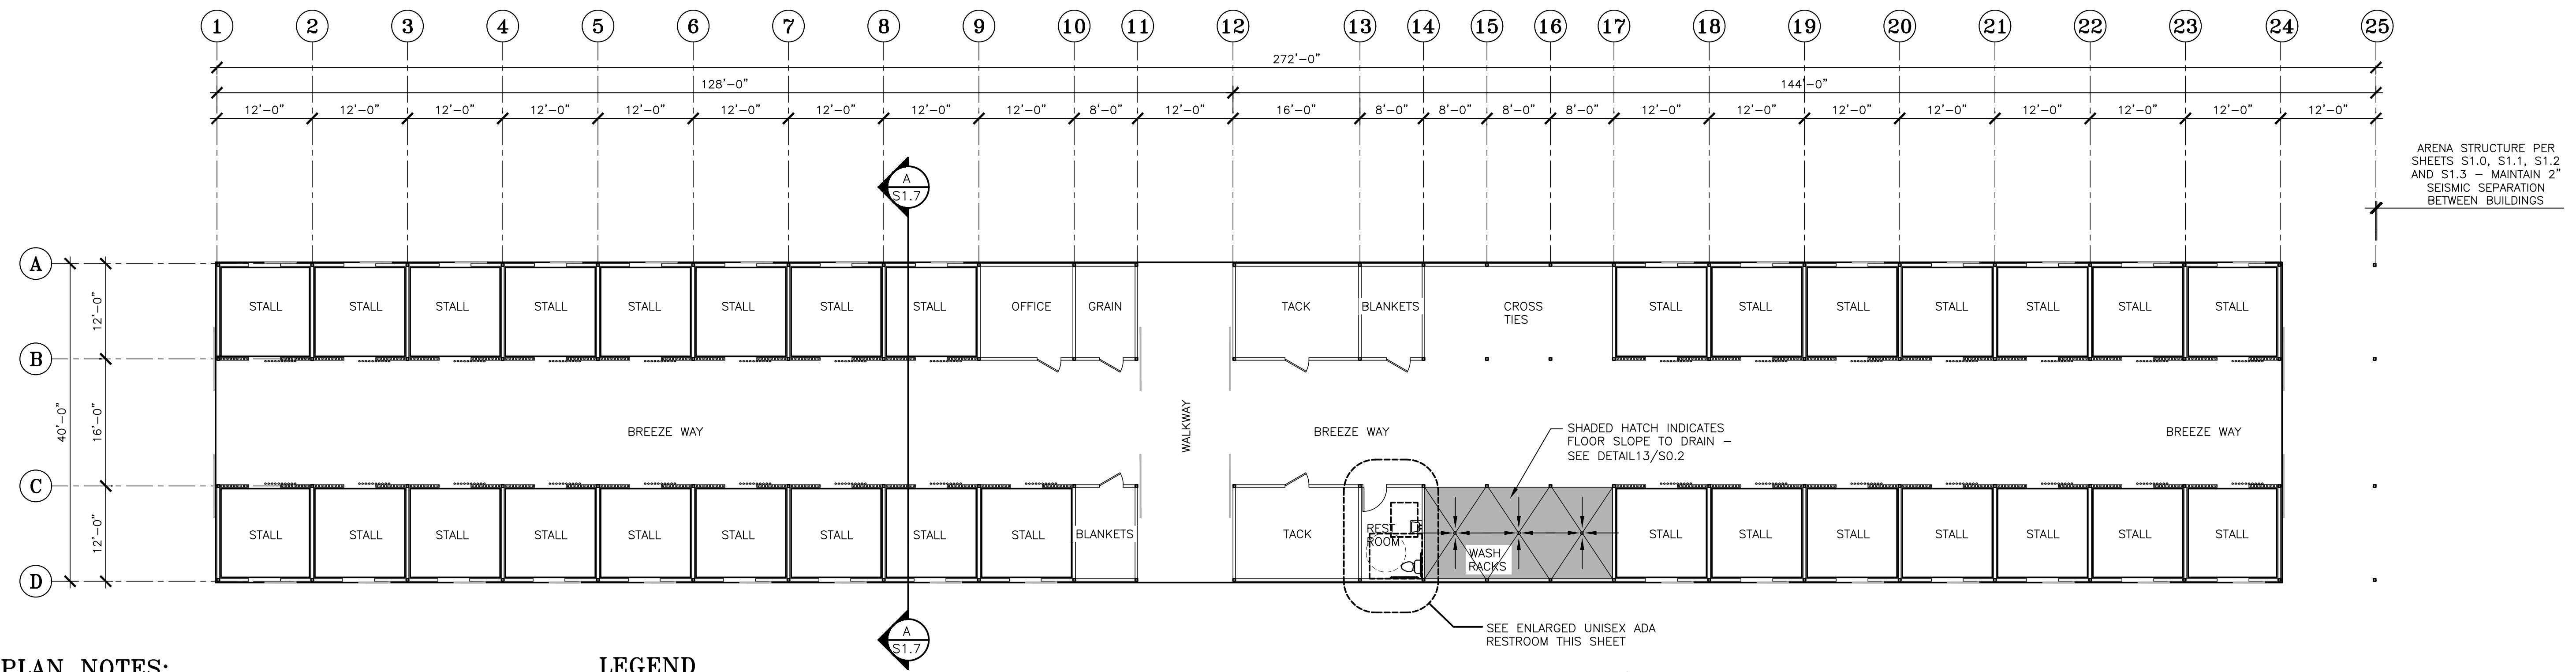 1 2 3 4 5 6 7 8 9 10 11 12 13 14 15 16 17 18 19 20 21 22 23 24 25
272'-0"
128'-0" 144'-0"
12'-0" 12'-0" 12'-0" 12'-0" 12'-0" 12'-0" 12'-0" 12'-0" 12'-0" 8'-0" 12'-0" 16'-0" 8'-0" 8'-0" 8'-0" 8'-0" 12'-0" 12'-0" 12'-0" 12'-0" 12'-0" 12'-0" 12'-0" 12'-0"
ARENA STRUCTURE PER
SHEETS S1.0, S1.1, S1.2
AND S1.3 – MAINTAIN 2"
SEISMIC SEPARATION
BETWEEN BUILDINGS
A
S1.7
A
B
C
D
40'-0"
12'-0"
16'-0"
12'-0"
STALL STALL STALL STALL STALL STALL STALL STALL OFFICE GRAIN TACK BLANKETS CROSS
TIES
STALL STALL STALL STALL STALL STALL STALL
BREEZE WAY WALKWAY BREEZE WAY BREEZE WAY
SHADED HATCH INDICATES
FLOOR SLOPE TO DRAIN –
SEE DETAIL13/S0.2
STALL STALL STALL STALL STALL STALL STALL STALL STALL BLANKETS TACK
REST
ROOM
WASH
RACKS
STALL STALL STALL STALL STALL STALL STALL
SEE ENLARGED UNISEX ADA
RESTROOM THIS SHEET
A
S1.7
PLAN NOTES:
LEGEND